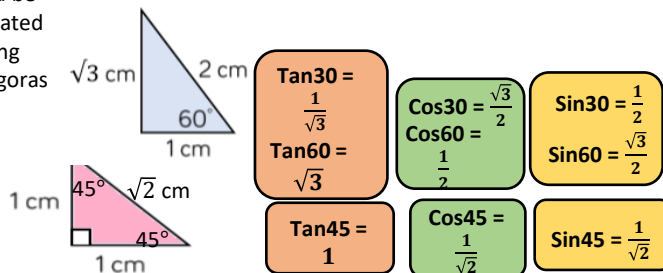 ated
ng
goras
√3 cm
2 cm
60°
1 cm
45°
√2 cm
1 cm
45°
1 cm
Tan30 =
1/√3
Tan60 =
√3
Cos30 = √3/2
Cos60 =
1/2
Sin30 = 1/2
Sin60 = √3/2
Tan45 =
1
Cos45 =
1/√2
Sin45 = 1/√2